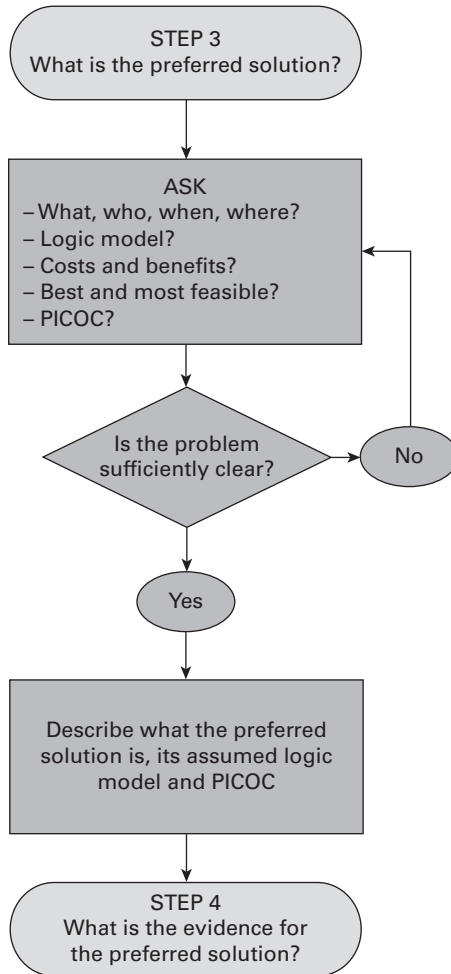 STEP 3
What is the preferred solution?
ASK
– What, who, when, where?
– Logic model?
– Costs and benefits?
– Best and most feasible?
– PICOC?
Is the problem
sufficiently clear?
No
Yes
Describe what the preferred
solution is, its assumed logic
model and PICOC
STEP 4
What is the evidence for
the preferred solution?